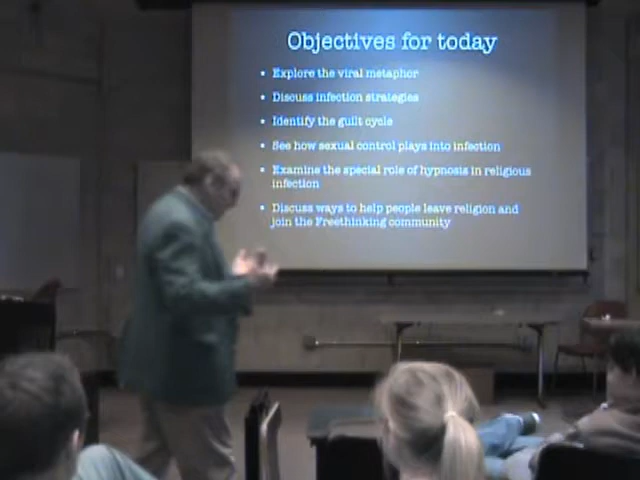 Objectives for today
• Explore the viral metaphor
• Discuss infection strategies
• Identify the guilt cycle
• See how sexual control plays into infection
• Examine the special role of hypnosis in religious
infection
• Discuss ways to help people leave religion and
join the Freethinking community